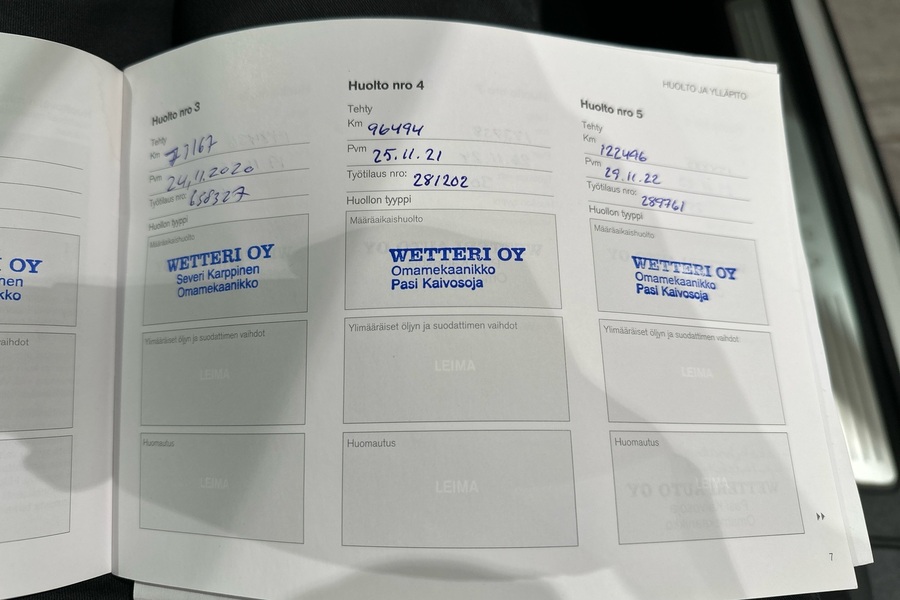 I OY
nen
kko
vaihdot
Huolto nro 3
Tehty
Km 73167
Pvm 24.11.2020
Työtilaus nro: 658327
Huollon tyyppi
Määräaikaishuolto
WETTERI OY
Severi Karppinen
Omamekaanikko
Ylimääräiset öljyn ja suodattimen vaihdot
LEIMA
Huomautus
LEIMA
Huolto nro 4
Tehty
Km 96494
Pvm 25.11.21
Työtilaus nro: 281202
Huollon tyyppi
Määräaikaishuolto
WETTERI OY
Omamekaanikko
Pasi Kaivosoja
Ylimääräiset öljyn ja suodattimen vaihdot
LEIMA
Huomautus
LEIMA
HUOLTO JA YLLÄPITO
Huolto nro 5
Tehty
Km 122496
Pvm 29.11.22
Työtilaus nro: 289761
Huollon tyyppi
Määräaikaishuolto
WETTERI OY
Omamekaanikko
Pasi Kaivosoja
Ylimääräiset öljyn ja suodattimen vaihdot
LEIMA
Huomautus
LEIMA
7